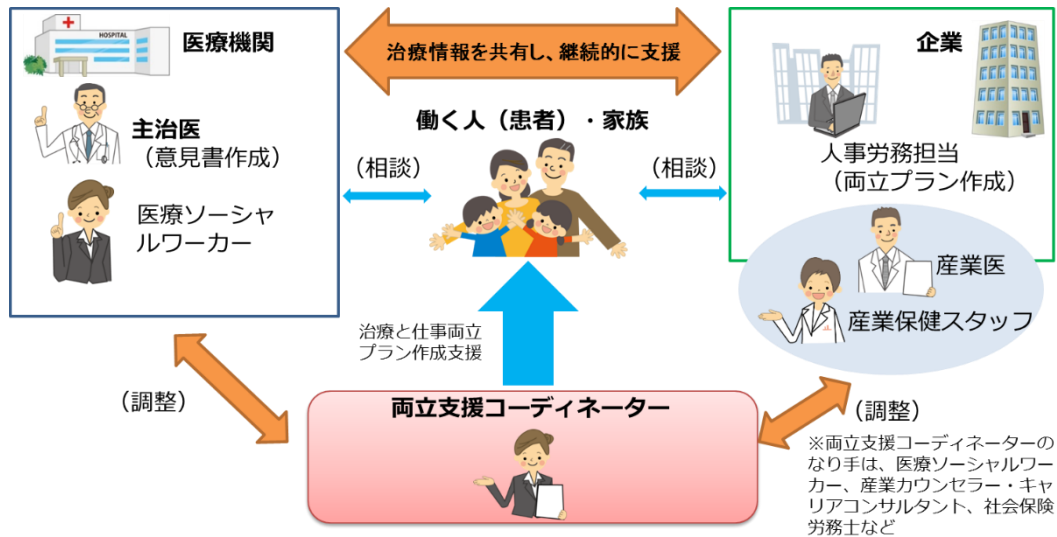 HOSPITAL
医療機関
主治医
（意見書作成）
医療ソーシャ
ルワーカー
治療情報を共有し、継続的に支援
働く人（患者）・家族
（相談）
（相談）
企業
人事労務担当
（両立プラン作成）
産業医
産業保健スタッフ
治療と仕事両立
プラン作成支援
（調整）
両立支援コーディネーター
（調整）
※両立支援コーディネーターの
なり手は、医療ソーシャルワー
カー、産業カウンセラー・キャ
リアコンサルタント、社会保険
労務士など